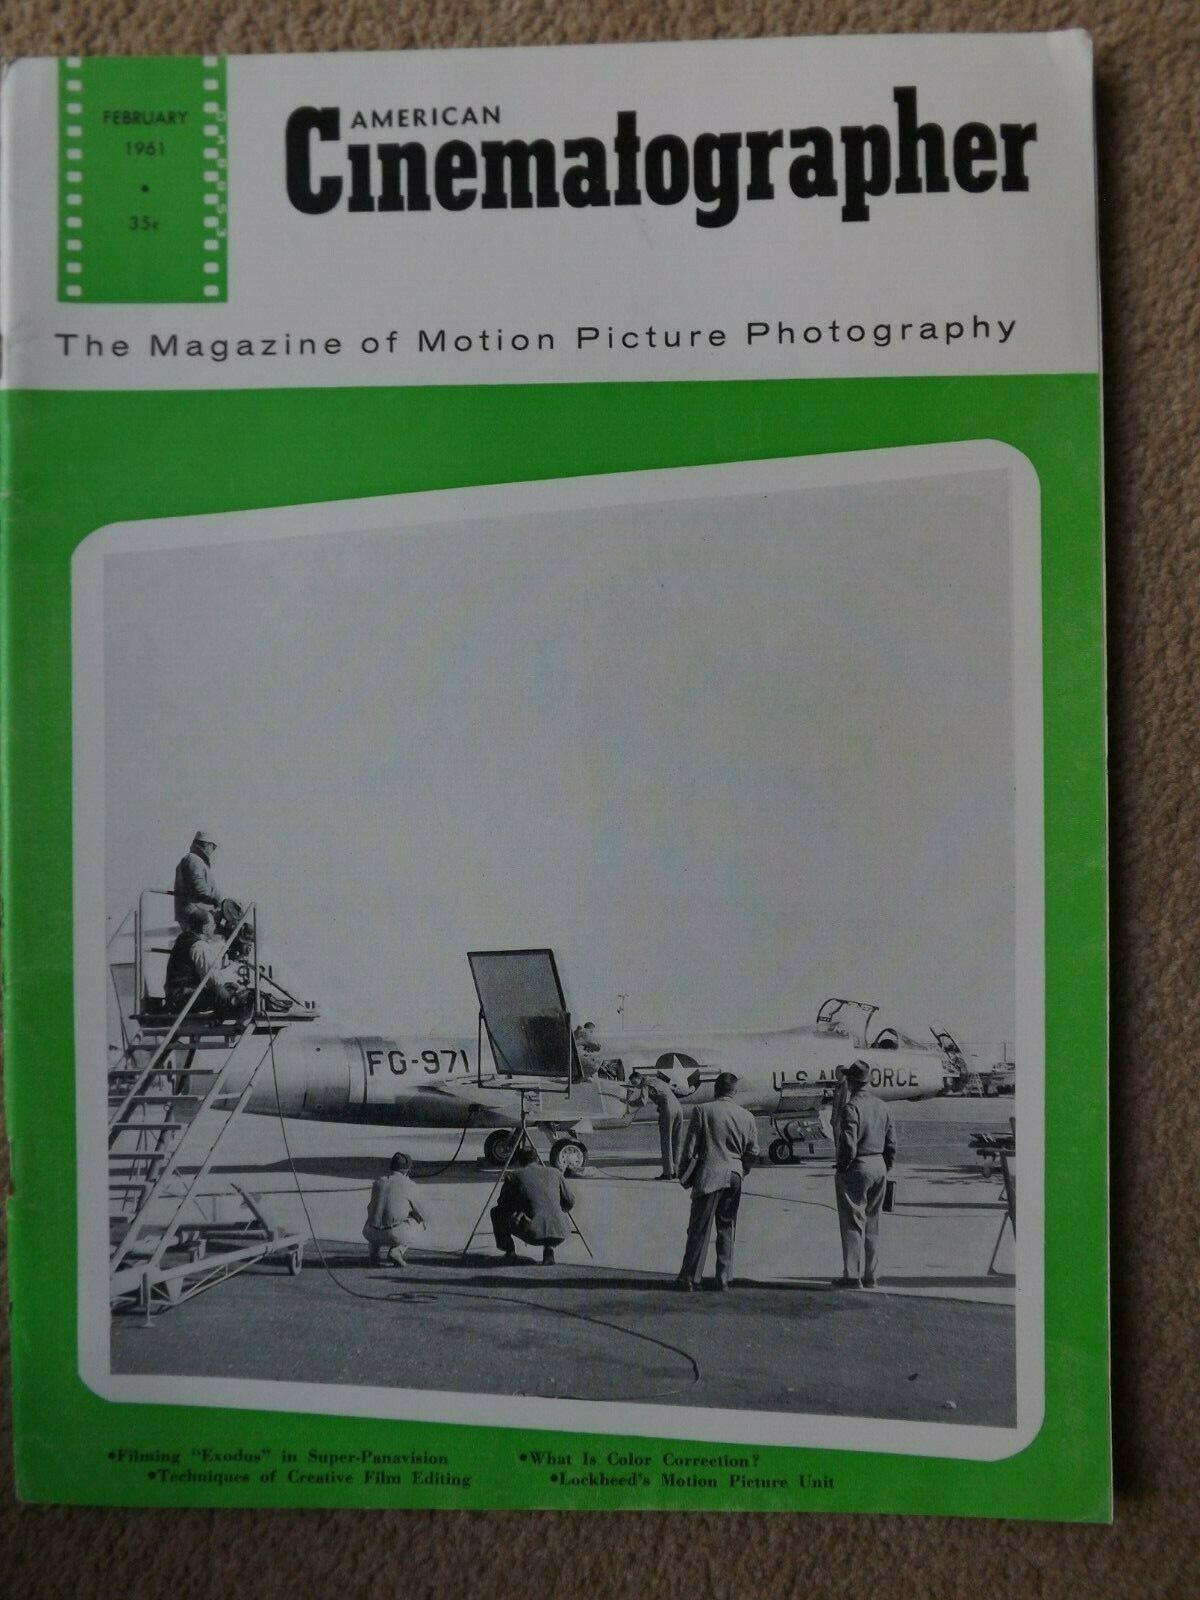 FEBRUARY
1961
•
35¢
AMERICAN
Cinematographer
The Magazine of Motion Picture Photography
FG-971
U.S. AIR FORCE
•Filming "Exodus" in Super-Panavision
•Techniques of Creative Film Editing
•What Is Color Correction?
•Lockheed's Motion Picture Unit